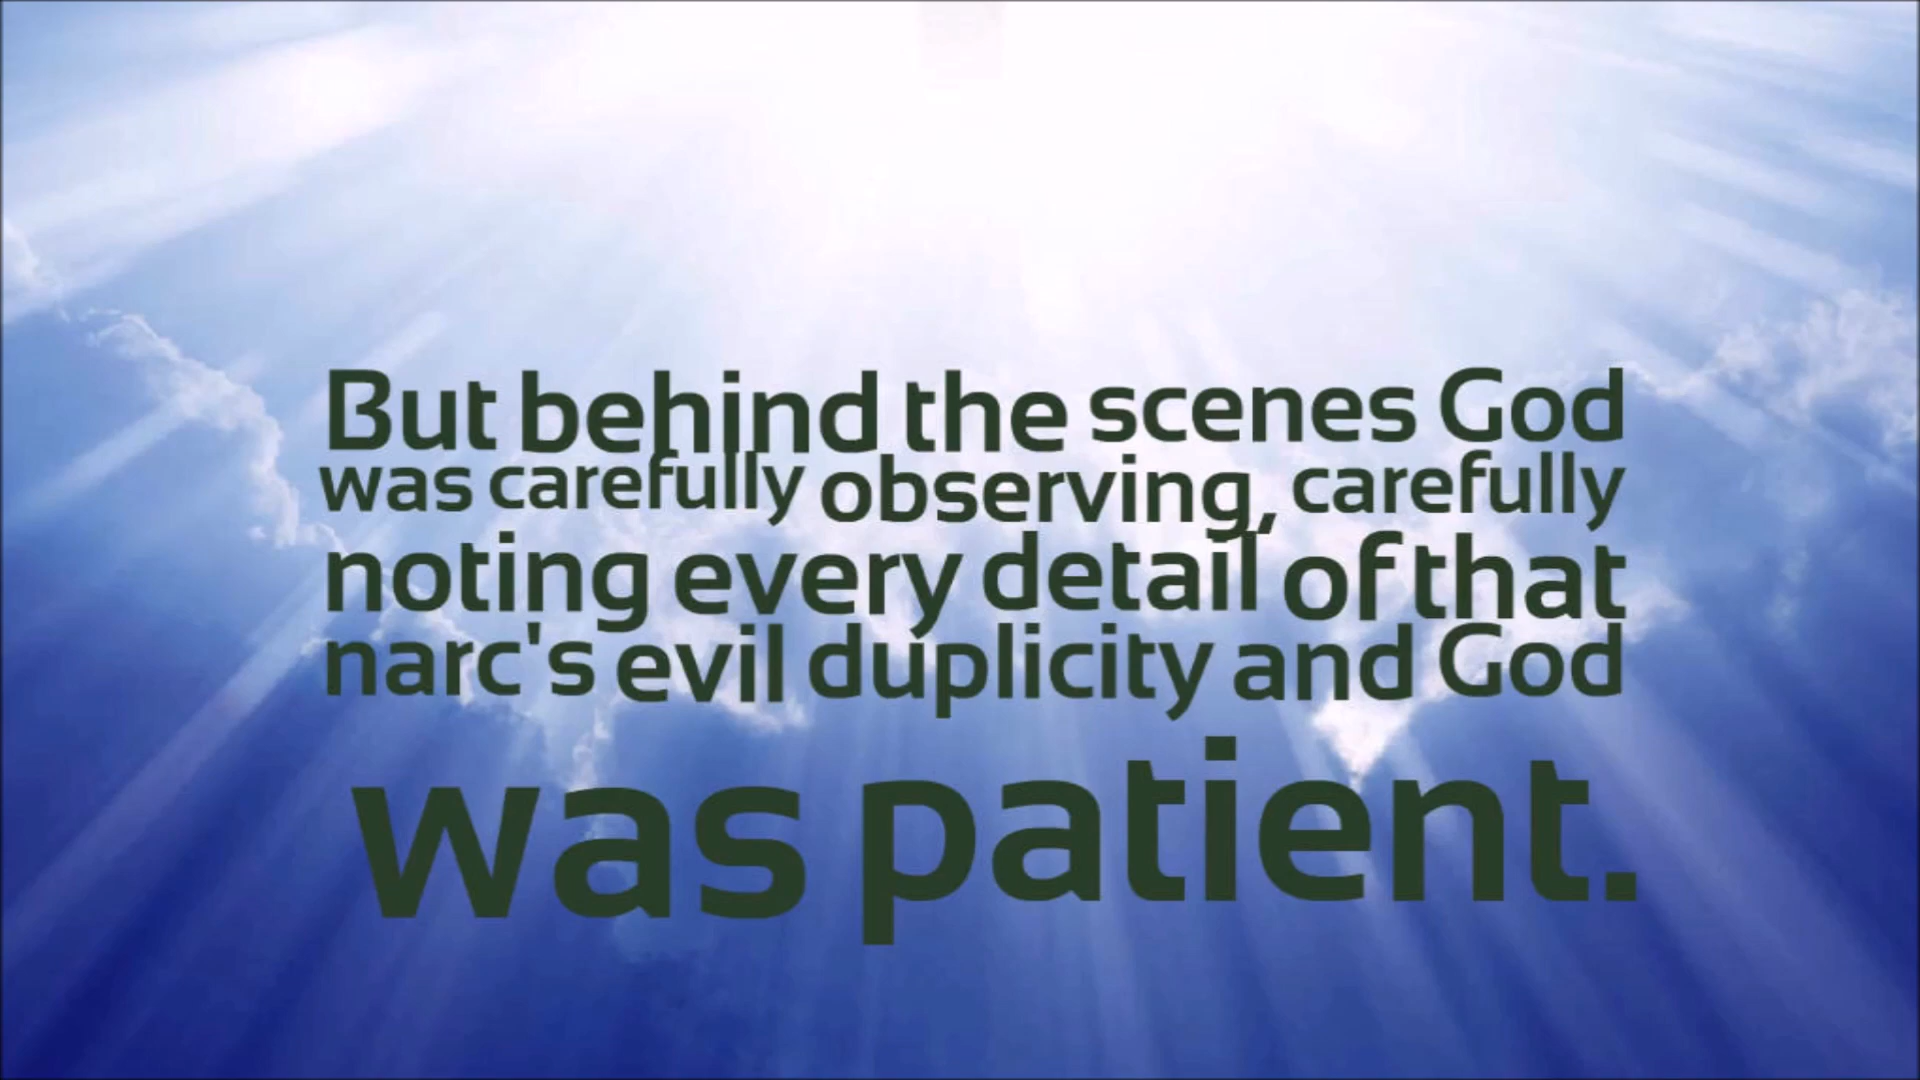 But behind the scenes God
was carefully observing, carefully
noting every detail of that
narc's evil duplicity and God
was patient.